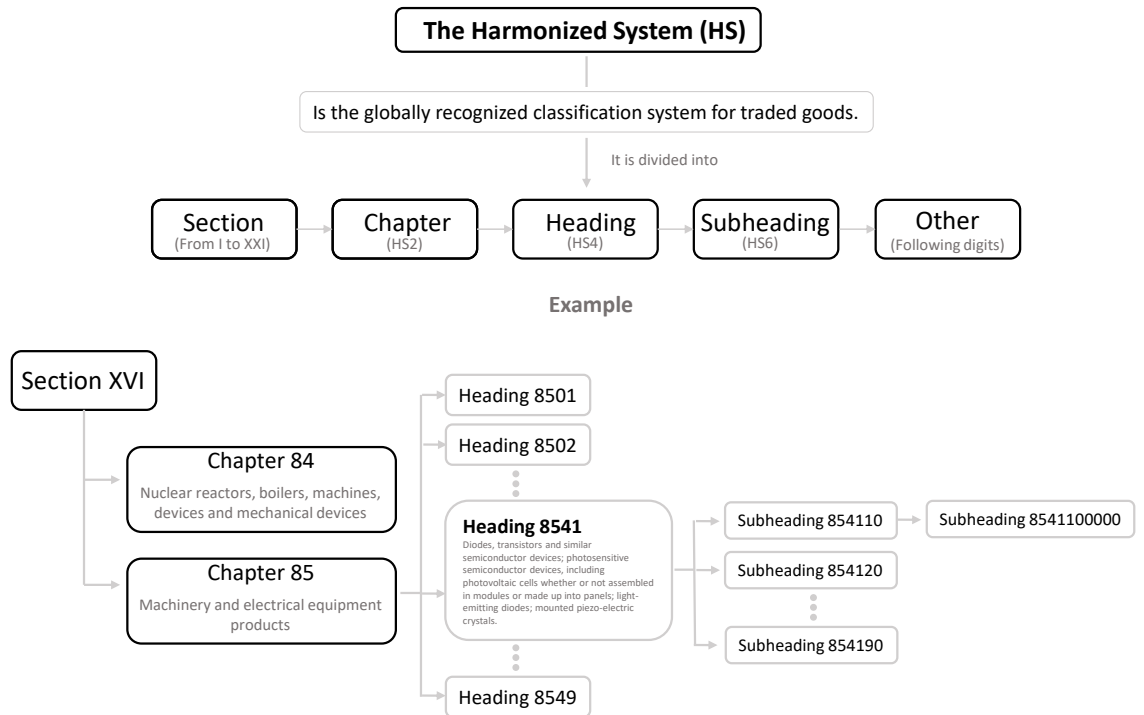 The Harmonized System (HS)
Is the globally recognized classification system for traded goods.
It is divided into
Section
(From I to XXI)
Chapter
(HS2)
Heading
(HS4)
Subheading
(HS6)
Other
(Following digits)
Example
Section XVI
Chapter 84
Nuclear reactors, boilers, machines,
devices and mechanical devices
Chapter 85
Machinery and electrical equipment
products
Heading 8501
Heading 8502
Heading 8541
Diodes, transistors and similar
semiconductor devices; photosensitive
semiconductor devices, including
photovoltaic cells whether or not assembled
in modules or made up into panels; light-
emitting diodes; mounted piezo-electric
crystals.
Heading 8549
Subheading 854110
Subheading 8541100000
Subheading 854120
Subheading 854190